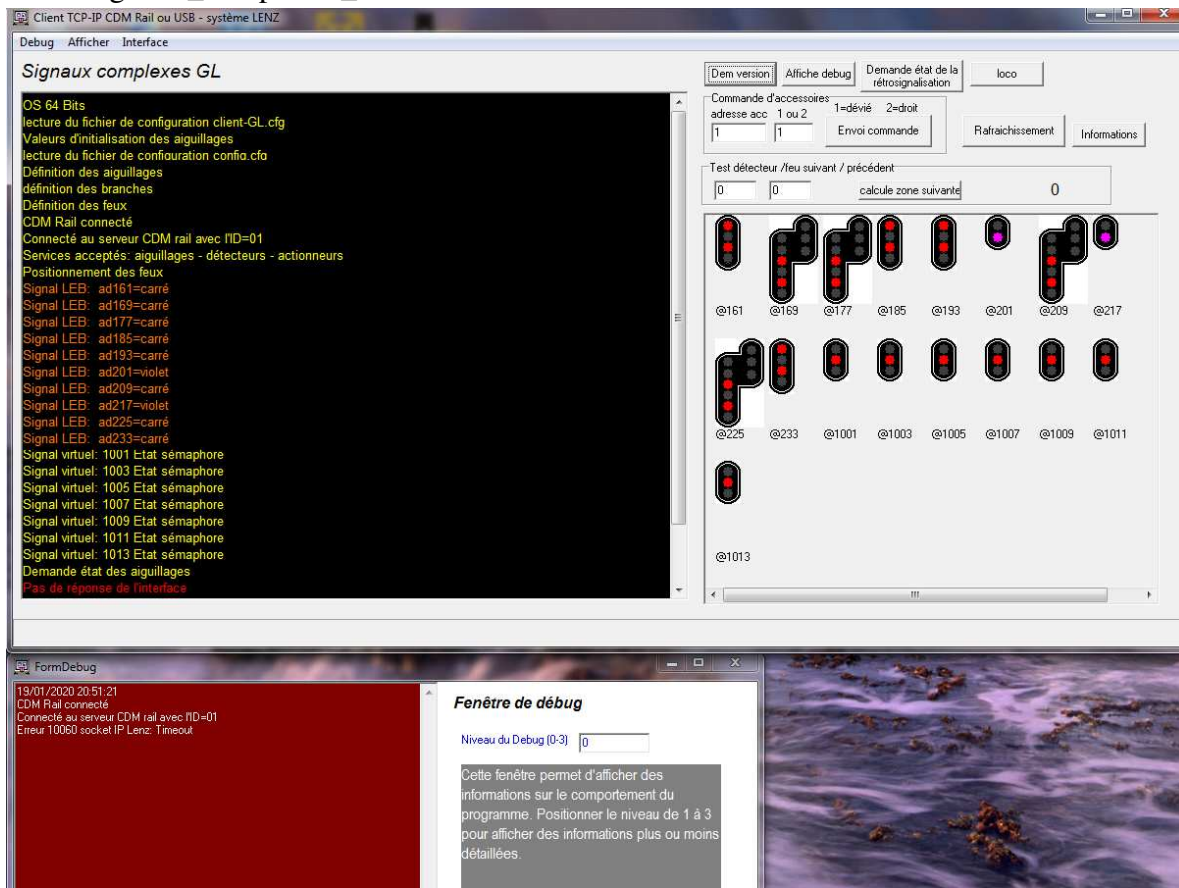 Client TCP-IP CDM Rail ou USB - système LENZ
Debug Afficher Interface
Signaux complexes GL
OS 64 Bits
lecture du fichier de configuration client-GL.cfg
Valeurs d'initialisation des aiguillages
lecture du fichier de configuration config.cfg
Définition des aiguillages
définition des branches
Définition des feux
CDM Rail connecté
Connecté au serveur CDM rail avec l'ID=01
Services acceptés: aiguillages - détecteurs - actionneurs
Positionnement des feux
Signal LEB: ad161=carré
Signal LEB: ad169=carré
Signal LEB: ad177=carré
Signal LEB: ad185=carré
Signal LEB: ad193=carré
Signal LEB: ad201=violet
Signal LEB: ad209=carré
Signal LEB: ad217=violet
Signal LEB: ad225=carré
Signal LEB: ad233=carré
Signal virtuel: 1001 Etat sémaphore
Signal virtuel: 1003 Etat sémaphore
Signal virtuel: 1005 Etat sémaphore
Signal virtuel: 1007 Etat sémaphore
Signal virtuel: 1009 Etat sémaphore
Signal virtuel: 1011 Etat sémaphore
Signal virtuel: 1013 Etat sémaphore
Demande état des aiguillages
Pas de réponse de l'interface
Dem version Affiche debug Demande état de la rétrosignalisation loco
Commande d'accessoires
adresse acc 1 ou 2 1=dévié 2=droit
1 1 Envoi commande Rafraichissement Informations
Test détecteur /feu suivant / précédent
0 0 calcule zone suivante 0
@161 @169 @177 @185 @193 @201 @209 @217
@225 @233 @1001 @1003 @1005 @1007 @1009 @1011
@1013
FormDebug
19/01/2020 20:51:21
CDM Rail connecté
Connecté au serveur CDM rail avec l'ID=01
Erreur 10060 socket IP Lenz: Timeout
Fenêtre de débug
Niveau du Debug (0-3) 0
Cette fenêtre permet d'afficher des
informations sur le comportement du
programme. Positionner le niveau de 1 à 3
pour afficher des informations plus ou moins
détaillées.